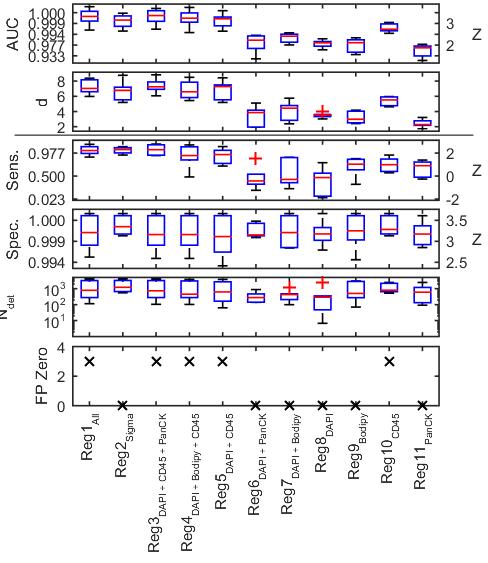 1.000
0.999
0.994
0.977
0.933
AUC
3
2
Z
8
6
4
2
d
0.977
0.500
0.023
Sens.
2
0
-2
Z
1.000
0.999
0.994
Spec.
3.5
3
2.5
Z
10^3
10^2
10^1
N_del
4
2
0
FP Zero
Reg1_All
Reg2_Sigma
Reg3_DAPI + CD45 + PanCK
Reg4_DAPI + Bodipy + CD45
Reg5_DAPI + CD45
Reg6_DAPI + PanCK
Reg7_DAPI + Bodipy
Reg8_DAPI
Reg9_Bodipy
Reg10_CD45
Reg11_PanCK